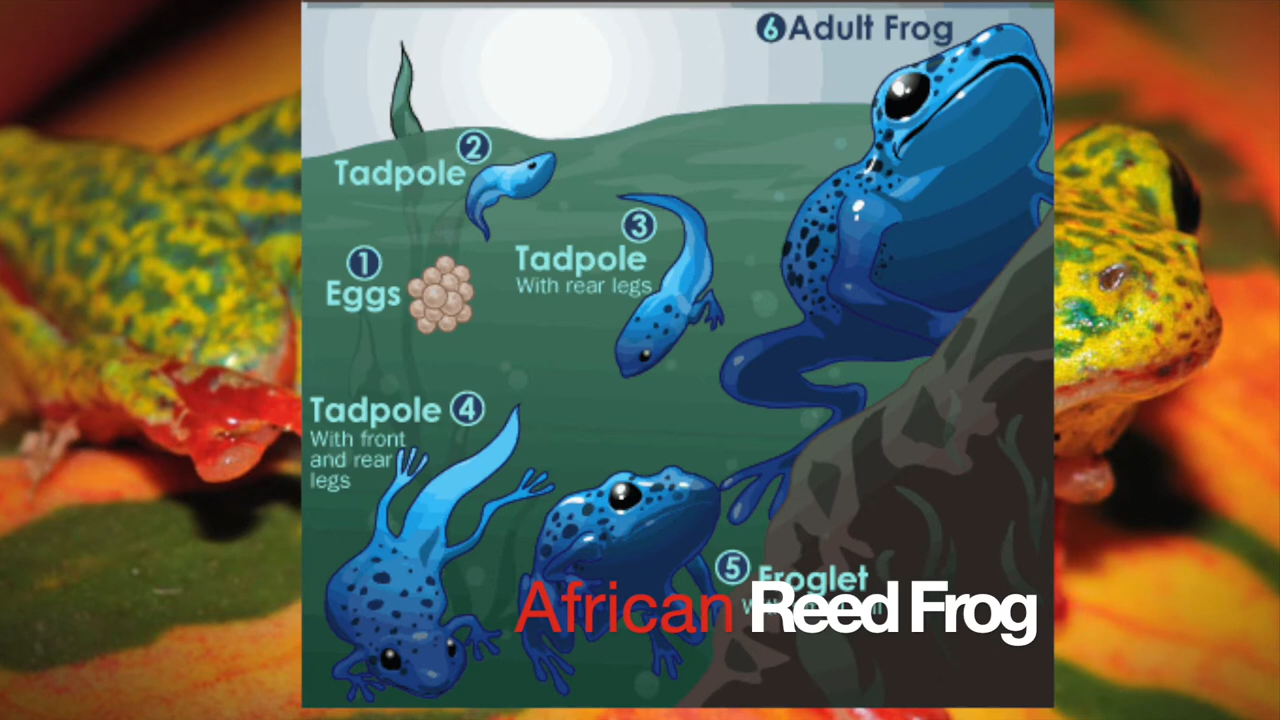 6 Adult Frog
2
Tadpole
3
Tadpole
With rear legs
1
Eggs
Tadpole 4
With front
and rear
legs
5
Froglet
African Reed Frog